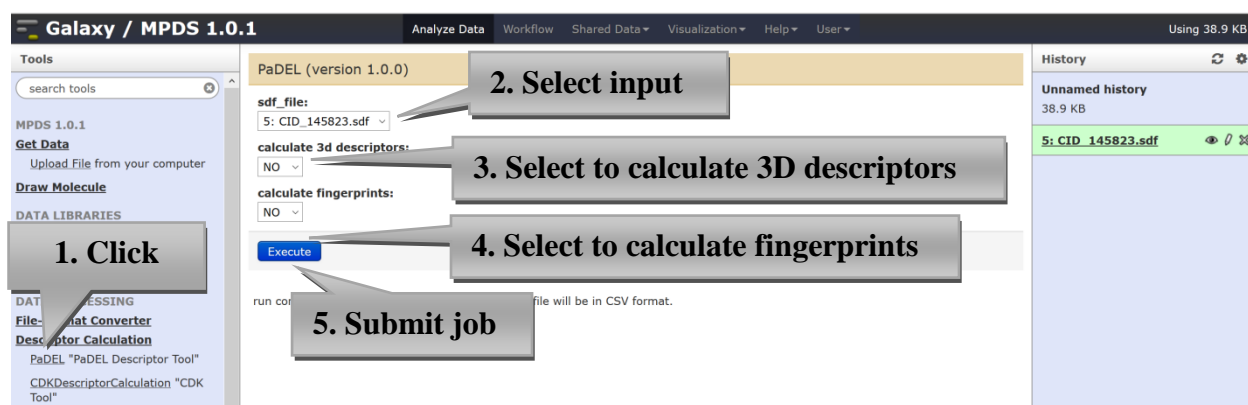 Galaxy / MPDS 1.0.1
Analyze Data Workflow Shared Data Visualization Help User
Using 38.9 KB
Tools
search tools
MPDS 1.0.1
Get Data
Upload File from your computer
Draw Molecule
DATA LIBRARIES
1. Click
File-
Converter
Calculation
PaDEL "PaDEL Descriptor Tool"
CDKDescriptorCalculation "CDK
Tool"
PaDEL (version 1.0.0)
2. Select input
sdf_file:
5: CID_145823.sdf
calculate 3d descriptors:
NO
3. Select to calculate 3D descriptors
calculate fingerprints:
NO
4. Select to calculate fingerprints
Execute
run
file will be in CSV format.
5. Submit job
History
Unnamed history
38.9 KB
5: CID_145823.sdf